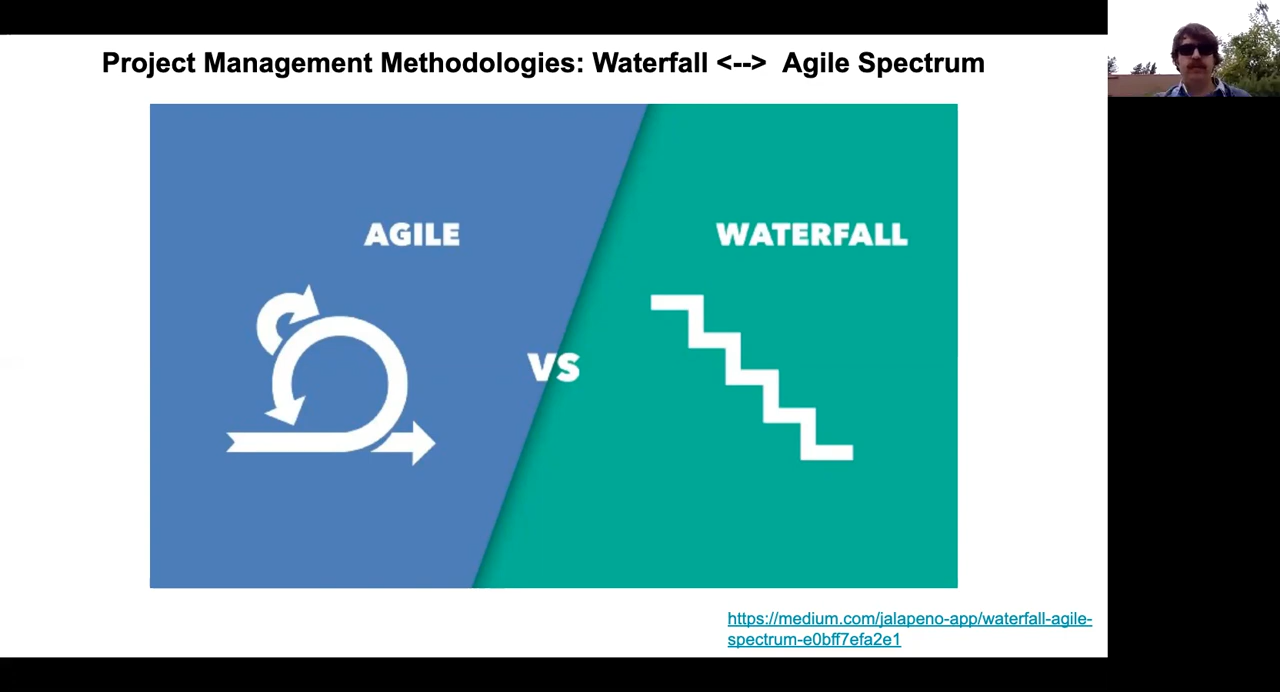 Project Management Methodologies: Waterfall <--> Agile Spectrum
AGILE
WATERFALL
VS
https://medium.com/jalapeno-app/waterfall-agile-
spectrum-e0bff7efa2e1